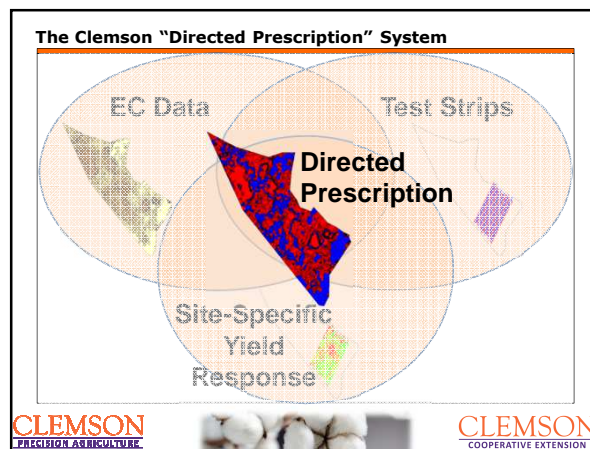 The Clemson “Directed Prescription” System
EC Data
Test Strips
Directed
Prescription
Site-Specific
Yield
Response
CLEMSON
PRECISION AGRICULTURE
CLEMSON
COOPERATIVE EXTENSION